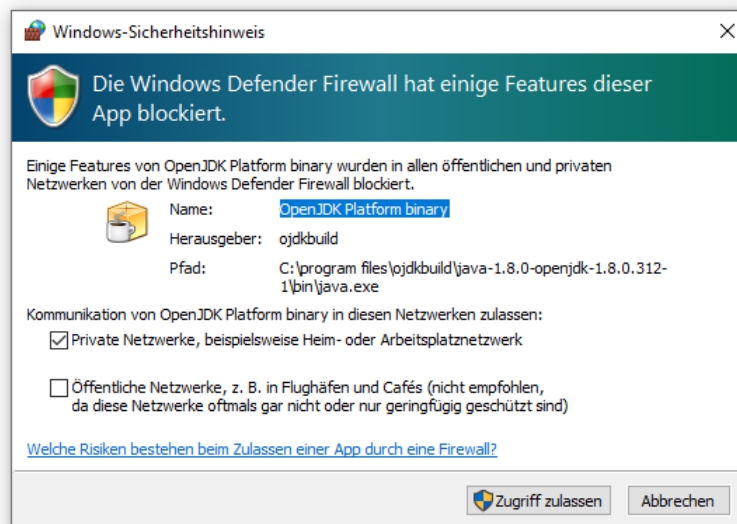 Windows-Sicherheitshinweis
Die Windows Defender Firewall hat einige Features dieser
App blockiert.
Einige Features von OpenJDK Platform binary wurden in allen öffentlichen und privaten
Netzwerken von der Windows Defender Firewall blockiert.
Name: OpenJDK Platform binary
Herausgeber: ojdkbuild
Pfad: C:\program files\ojdkbuild\java-1.8.0-openjdk-1.8.0.312-
1\bin\java.exe
Kommunikation von OpenJDK Platform binary in diesen Netzwerken zulassen:
Private Netzwerke, beispielsweise Heim- oder Arbeitsplatznetzwerk
Öffentliche Netzwerke, z. B. in Flughäfen und Cafés (nicht empfohlen,
da diese Netzwerke oftmals gar nicht oder nur geringfügig geschützt sind)
Welche Risiken bestehen beim Zulassen einer App durch eine Firewall?
Zugriff zulassen Abbrechen